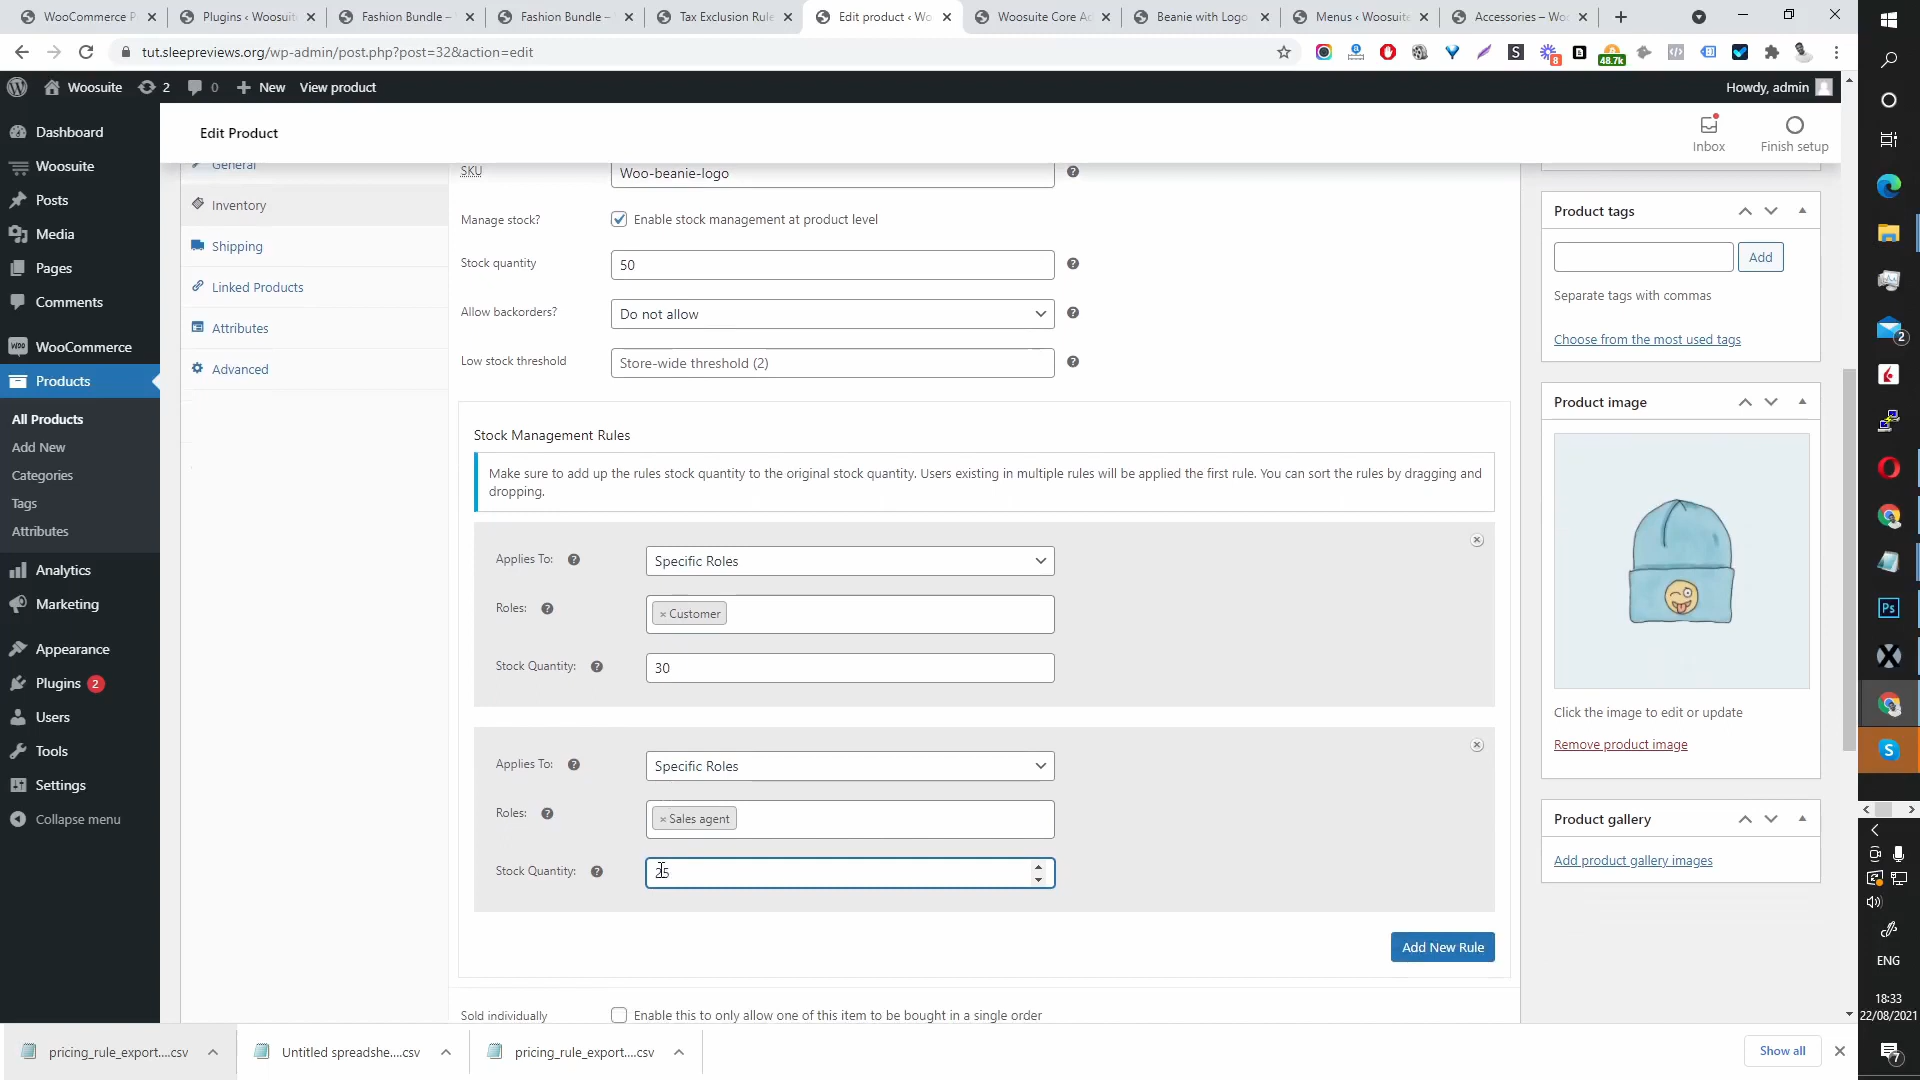 WooCommerce P
Plugins ‹ Woosuit
Fashion Bundle –
Fashion Bundle –
Tax Exclusion Rul
Edit product ‹ Wo
Woosuite Core Ad
Beanie with Logo
Menus ‹ Woosuite
Accessories – Wo
tut.sleepreviews.org/wp-admin/post.php?post=32&action=edit
8
48.7k
Woosuite
2
0
New
View product
Howdy, admin
Edit Product
Inbox
Finish setup
Dashboard
Woosuite
Posts
Media
Pages
Comments
WooCommerce
Products
All Products
Add New
Categories
Tags
Attributes
Analytics
Marketing
Appearance
Plugins 2
Users
Tools
Settings
Collapse menu
General
Inventory
Shipping
Linked Products
Attributes
Advanced
SKU
Woo-beanie-logo
Manage stock?
Enable stock management at product level
Stock quantity
50
Allow backorders?
Do not allow
Low stock threshold
Store-wide threshold (2)
Stock Management Rules
Make sure to add up the rules stock quantity to the original stock quantity. Users existing in multiple rules will be applied the first rule. You can sort the rules by dragging and
dropping.
Applies To:
Specific Roles
Roles:
× Customer
Stock Quantity:
30
Applies To:
Specific Roles
Roles:
× Sales agent
Stock Quantity:
25
Add New Rule
Sold individually
Enable this to only allow one of this item to be bought in a single order
Product tags
Add
Separate tags with commas
Choose from the most used tags
Product image
Click the image to edit or update
Remove product image
Product gallery
Add product gallery images
pricing_rule_export....csv
Untitled spreadshe....csv
pricing_rule_export....csv
Show all
2
Ps
S
ENG
18:33
22/08/2021
7